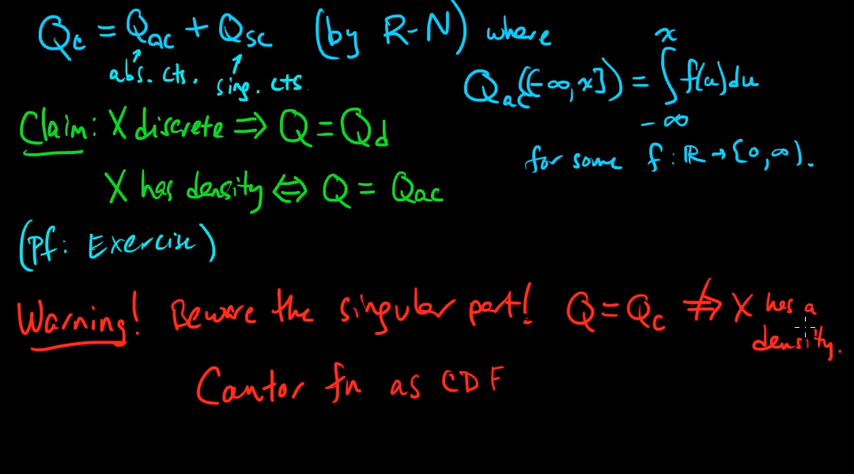 Qc = Qac + Qsc (by R-N) where
abs. cts. sing. cts.
Qac((-∞,x]) = ∫_{-∞}^{x} f(u)du
for some f: ℝ → [0,∞).
Claim: X discrete ⇒ Q = Qd
X has density ⇔ Q = Qac
(Pf: Exercise)
Warning! Beware the singular part! Q = Qc ⇏ X has a
density.
Cantor fn as CDF